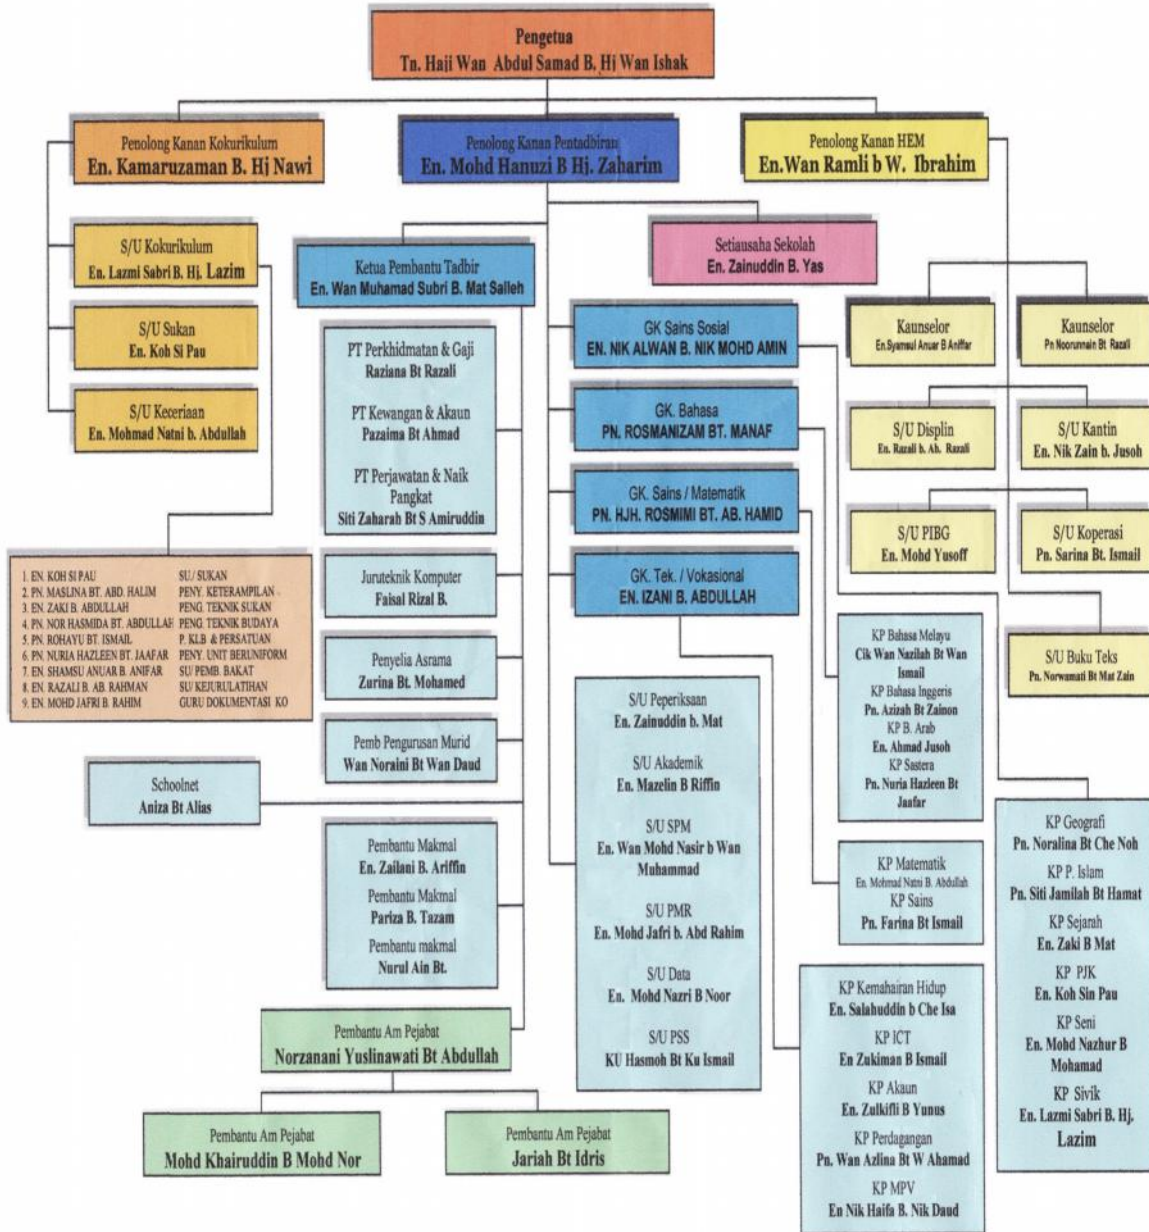 Pengetua
Tn. Haji Wan Abdul Samad B. Hj Wan Ishak
Penolong Kanan Kokurikulum
En. Kamaruzaman B. Hj Nawi
Penolong Kanan Pentadbiran
En. Mohd Hanuzi B Hj. Zaharim
Penolong Kanan HEM
En.Wan Ramli b W. Ibrahim
S/U Kokurikulum
En. Lazmi Sabri B. Hj. Lazim
S/U Sukan
En. Koh Si Pau
S/U Keceriaan
En. Mohmad Natni b. Abdullah
1. EN. KOH SI PAU SU/ SUKAN
2. PN. MASLINA BT. ABD. HALIM PENY. KETERAMPILAN
3. EN. ZAKI B. ABDULLAH PENG. TEKNIK SUKAN
4. PN. NOR HASMIDA BT. ABDULLAH PENG. TEKNIK BUDAYA
5. PN. ROHAYU BT. ISMAIL P. KLB & PERSATUAN
6. PN. NURIA HAZLEEN BT. JAAFAR PENY. UNIT BERUNIFORM
7. EN. SHAMSU ANUAR B. ANIFAR SU/ PEMB. BAKAT
8. EN. RAZALI B. AB. RAHMAN SU/ KEJURULATIHAN
9. EN. MOHD JAFRI B. RAHIM GURU DOKUMENTASI KO
Ketua Pembantu Tadbir
En. Wan Muhamad Subri B. Mat Salleh
Setiausaha Sekolah
En. Zainuddin B. Yas
PT Perkhidmatan & Gaji
Raziana Bt Razali
PT Kewangan & Akaun
Pazaima Bt Ahmad
PT Perjawatan & Naik
Pangkat
Siti Zaharah Bt S Amiruddin
Juruteknik Komputer
Faisal Rizal B.
Penyelia Asrama
Zurina Bt. Mohamed
Pemb Pengurusan Murid
Wan Noraini Bt Wan Daud
Schoolnet
Aniza Bt Alias
Pembantu Makmal
En. Zailani B. Ariffin
Pembantu Makmal
Pariza B. Tazam
Pembantu makmal
Nurul Ain Bt.
Pembantu Am Pejabat
Norzanani Yuslinawati Bt Abdullah
Pembantu Am Pejabat
Mohd Khairuddin B Mohd Nor
Pembantu Am Pejabat
Jariah Bt Idris
GK Sains Sosial
EN. NIK ALWAN B. NIK MOHD AMIN
GK. Bahasa
PN. ROSMANIZAM BT. MANAF
GK. Sains / Matematik
PN. HJH. ROSMIMI BT. AB. HAMID
GK. Tek. / Vokasional
EN. IZANI B. ABDULLAH
S/U Peperiksaan
En. Zainuddin b. Mat
S/U Akademik
En. Mazelin B Riffin
S/U SPM
En. Wan Mohd Nasir b Wan
Muhammad
S/U PMR
En. Mohd Jafri b. Abd Rahim
S/U Data
En. Mohd Nazri B Noor
S/U PSS
KU Hasmoh Bt Ku Ismail
Kaunselor
En.Syamsul Anuar B Aniffar
Kaunselor
Pn Noorunnain Bt Razali
S/U Displin
En. Razali b. Ab. Razali
S/U Kantin
En. Nik Zain b. Jusoh
S/U PIBG
En. Mohd Yusoff
S/U Koperasi
Pn. Sarina Bt. Ismail
S/U Buku Teks
Pn. Norwamati Bt Mat Zain
KP Bahasa Melayu
Cik Wan Nazilah Bt Wan
Ismail
KP Bahasa Inggeris
Pn. Azizah Bt Zainon
KP B. Arab
En. Ahmad Jusoh
KP Sastera
Pn. Nuria Hazleen Bt
Jaafar
KP Matematik
En. Mohmad Natni B. Abdullah
KP Sains
Pn. Farina Bt Ismail
KP Kemahairan Hidup
En. Salahuddin b Che Isa
KP ICT
En Zukiman B Ismail
KP Akaun
En. Zulkifli B Yunus
KP Perdagangan
Pn. Wan Azlina Bt W Ahamad
KP MPV
En Nik Haifa B. Nik Daud
KP Geografi
Pn. Noralina Bt Che Noh
KP P. Islam
Pn. Siti Jamilah Bt Hamat
KP Sejarah
En. Zaki B Mat
KP PJK
En. Koh Sin Pau
KP Seni
En. Mohd Nazhur B
Mohamad
KP Sivik
En. Lazmi Sabri B. Hj.
Lazim